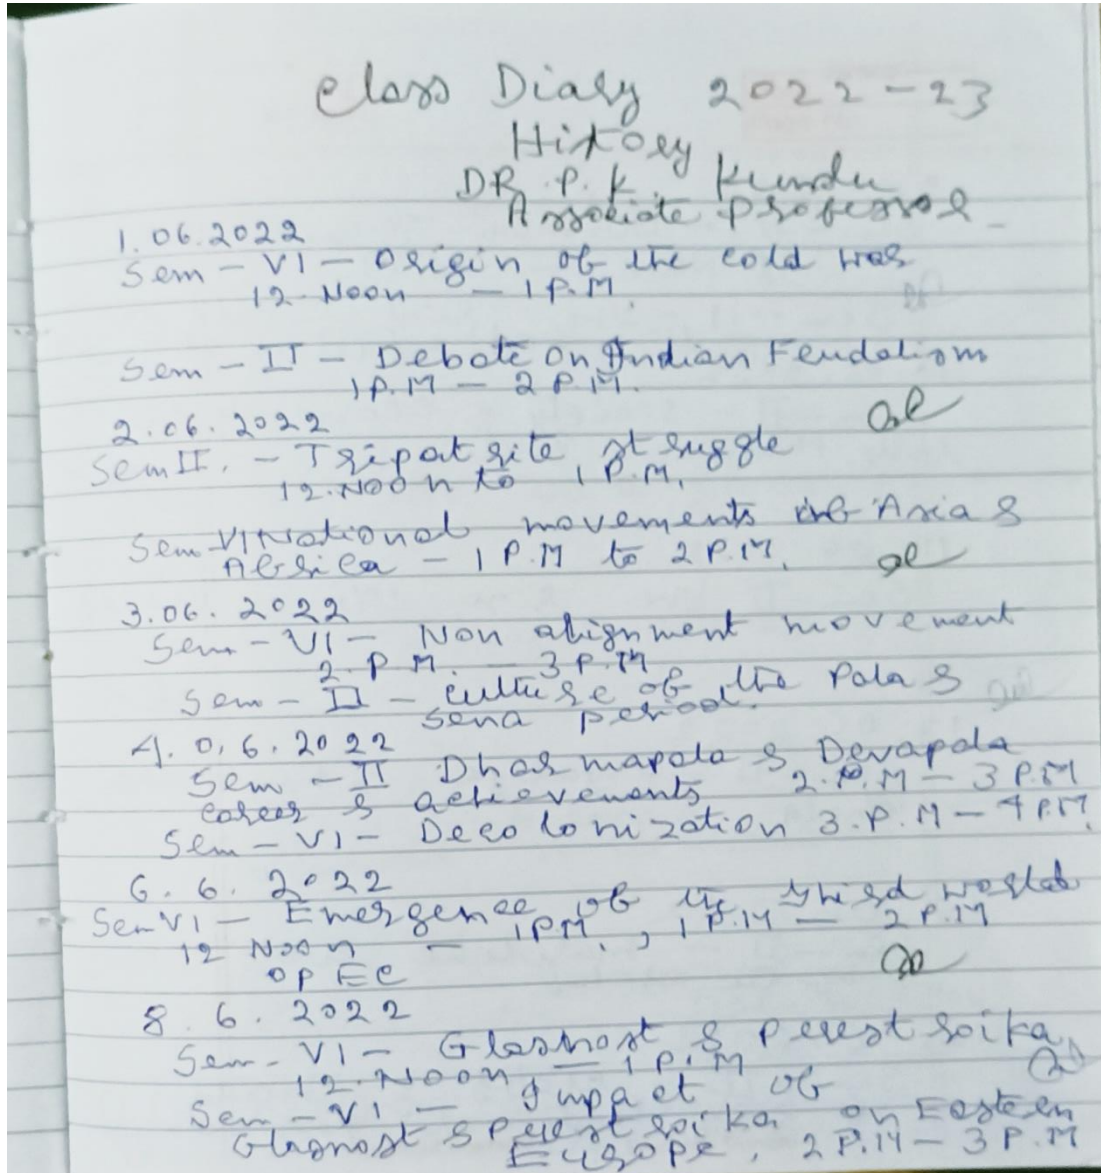 Class Diary 2022-23
History
DR. P. K. Kundu
Associate Professor
1.06.2022
Sem - VI - Origin of the Cold War
12 Noon - 1 P.M.
Sem - II - Debate on Indian Feudalism
1 P.M - 2 P.M.
2.06.2022
Sem II. - Tripartite struggle
12.Noon to 1 P.M.
Sem - VI National movements in Asia &
Africa - 1 P.M to 2 P.M.
3.06.2022
Sem - VI - Non alignment movement
2. P.M. - 3 P.M
Sem - II - Culture of the Pala &
Sena period.
4.0.6.2022
Sem - II Dharmapala & Devapala
career & achievements 2.P.M - 3 P.M
Sem - VI - Decolonization 3.P.M - 4 P.M.
6.6.2022
Sem VI - Emergence of the third world
12 Noon - 1 P.M., 1 P.M - 2 P.M
OPEC
8.6.2022
Sem - VI - Glasnost & Perestroika,
12.Noon - 1 P.M
Sem - VI - Impact of
Glasnost & Perestroika on Eastern
Europe, 2 P.M - 3 P.M